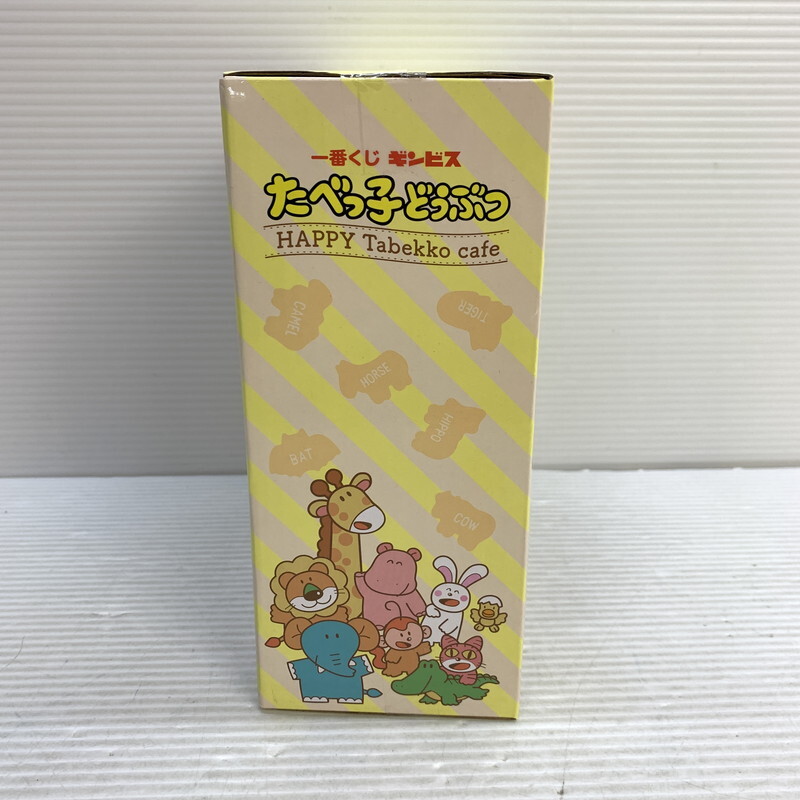 一番くじ ギンビス
たべっ子どうぶつ
HAPPY Tabekko cafe
CAMEL
TIGER
HORSE
HIPPO
BAT
COW